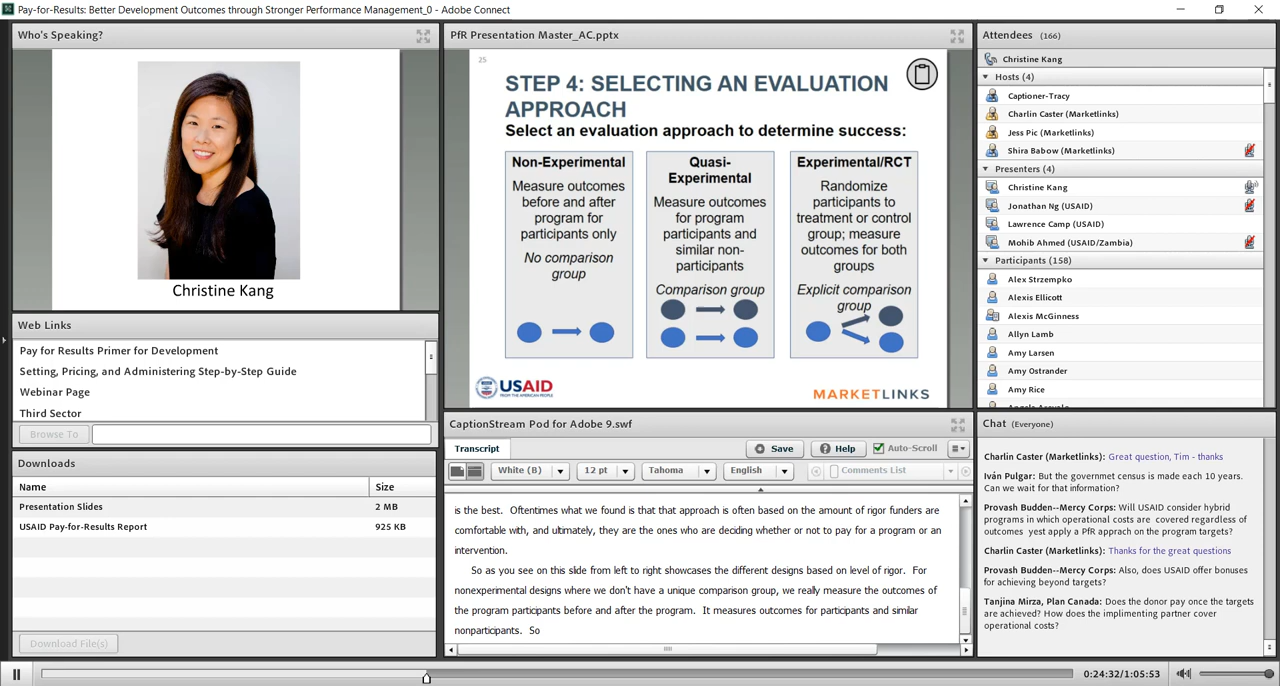 Pay-for-Results: Better Development Outcomes through Stronger Performance Management_0 - Adobe Connect
Who's Speaking?
Christine Kang
Web Links
Pay for Results Primer for Development
Setting, Pricing, and Administering Step-by-Step Guide
Webinar Page
Third Sector
Browse To
Downloads
Name Size
Presentation Slides 2 MB
USAID Pay-for-Results Report 925 KB
Download File(s)
PfR Presentation Master_AC.pptx
25
STEP 4: SELECTING AN EVALUATION
APPROACH
Select an evaluation approach to determine success:
Non-Experimental
Measure outcomes
before and after
program for
participants only
No comparison
group
Quasi-
Experimental
Measure outcomes
for program
participants and
similar non-
participants
Comparison group
Experimental/RCT
Randomize
participants to
treatment or control
group; measure
outcomes for both
groups
Explicit comparison
group
USAID
FROM THE AMERICAN PEOPLE
MARKETLINKS
CaptionStream Pod for Adobe 9.swf
Transcript Save Help Auto-Scroll
White (B) 12 pt Tahoma English Comments List
is the best. Oftentimes what we found is that that approach is often based on the amount of rigor funders are
comfortable with, and ultimately, they are the ones who are deciding whether or not to pay for a program or an
intervention.
So as you see on this slide from left to right showcases the different designs based on level of rigor. For
nonexperimental designs where we don't have a unique comparison group, we really measure the outcomes of
the program participants before and after the program. It measures outcomes for participants and similar
nonparticipants. So
Attendees (166)
Christine Kang
Hosts (4)
Captioner-Tracy
Charlin Caster (Marketlinks)
Jess Pic (Marketlinks)
Shira Babow (Marketlinks)
Presenters (4)
Christine Kang
Jonathan Ng (USAID)
Lawrence Camp (USAID)
Mohib Ahmed (USAID/Zambia)
Participants (158)
Alex Strzempko
Alexis Ellicott
Alexis McGinness
Allyn Lamb
Amy Larsen
Amy Ostrander
Amy Rice
Chat (Everyone)
Charlin Caster (Marketlinks): Great question, Tim - thanks
Iván Pulgar: But the governmet census is made each 10 years.
Can we wait for that information?
Provash Budden--Mercy Corps: Will USAID consider hybrid
programs in which operational costs are covered regardless of
outcomes yest apply a PfR apprach on the program targets?
Charlin Caster (Marketlinks): Thanks for the great questions
Provash Budden--Mercy Corps: Also, does USAID offer bonuses
for achieving beyond targets?
Tanjina Mirza, Plan Canada: Does the donor pay once the targets
are achieved? How does the implimenting partner cover
operational costs?
0:24:32/1:05:53